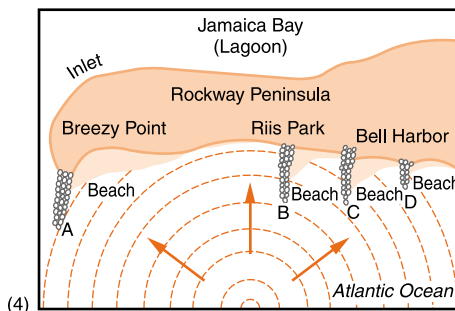 Jamaica Bay
(Lagoon)
Inlet
Rockway Peninsula
Breezy Point
Riis Park
Bell Harbor
Beach
Beach
Beach
Beach
A
B
C
D
Atlantic Ocean
(4)